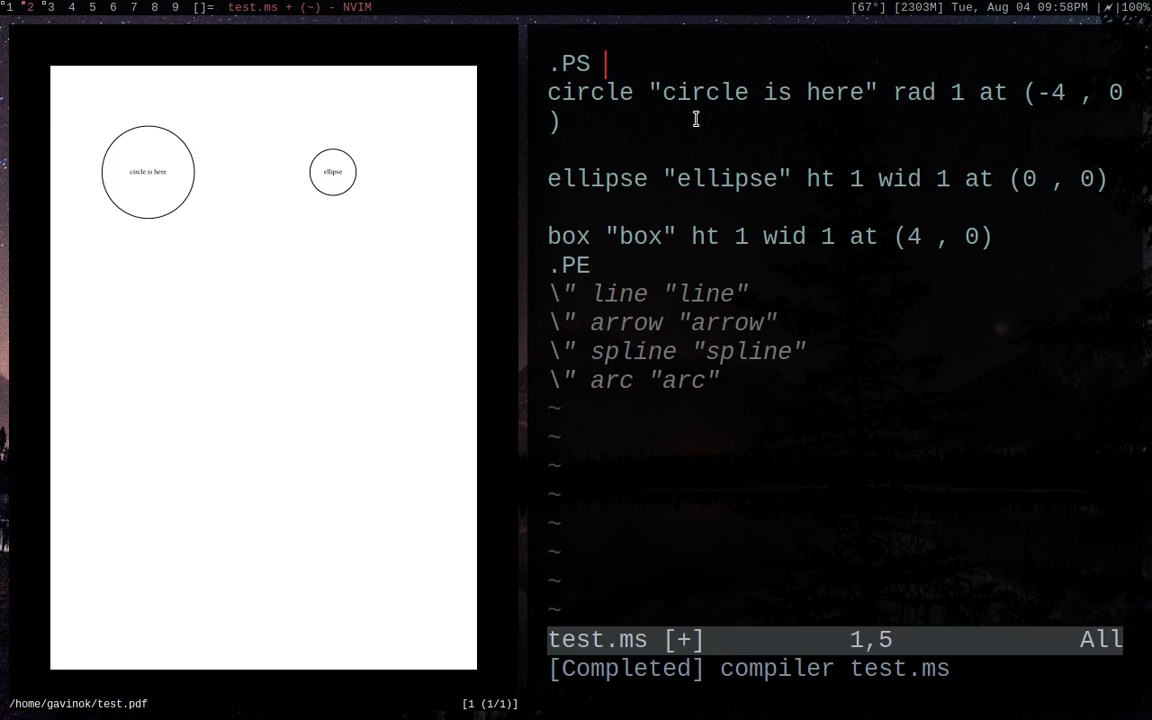 1 2 3 4 5 6 7 8 9 []= test.ms + (~) - NVIM
[67°] [2303M] Tue, Aug 04 09:58PM | |100%
circle is here
ellipse
/home/gavinok/test.pdf [1 (1/1)]
.PS
circle "circle is here" rad 1 at (-4 , 0
)
ellipse "ellipse" ht 1 wid 1 at (0 , 0)
box "box" ht 1 wid 1 at (4 , 0)
.PE
\" line "line"
\" arrow "arrow"
\" spline "spline"
\" arc "arc"
~
~
~
~
~
~
~
~
test.ms [+] 1,5 All
[Completed] compiler test.ms